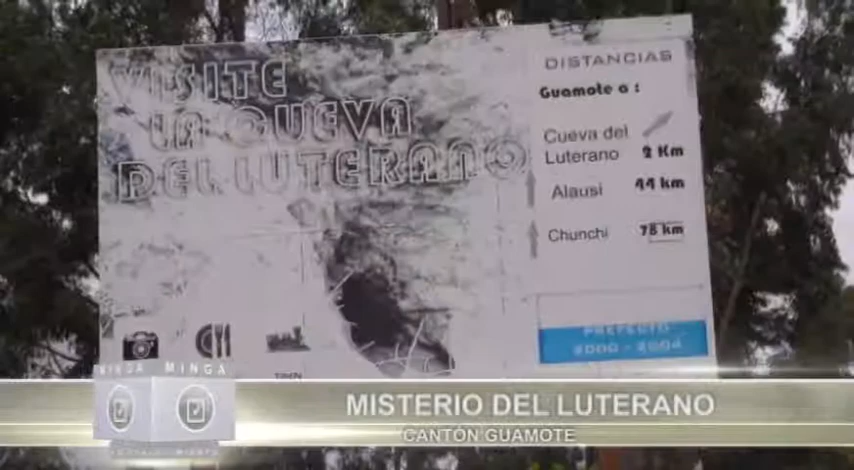 VISITE
LA CUEVA
DEL LUTERANO
DISTANCIAS
Guamote a :
Cueva del
Luterano 2 Km
Alausi 44 km
Chunchi 78 km
PREFECTO
2000 - 2004
TREN
MINGA MINGA
MISTERIO DEL LUTERANO
CANTÓN GUAMOTE